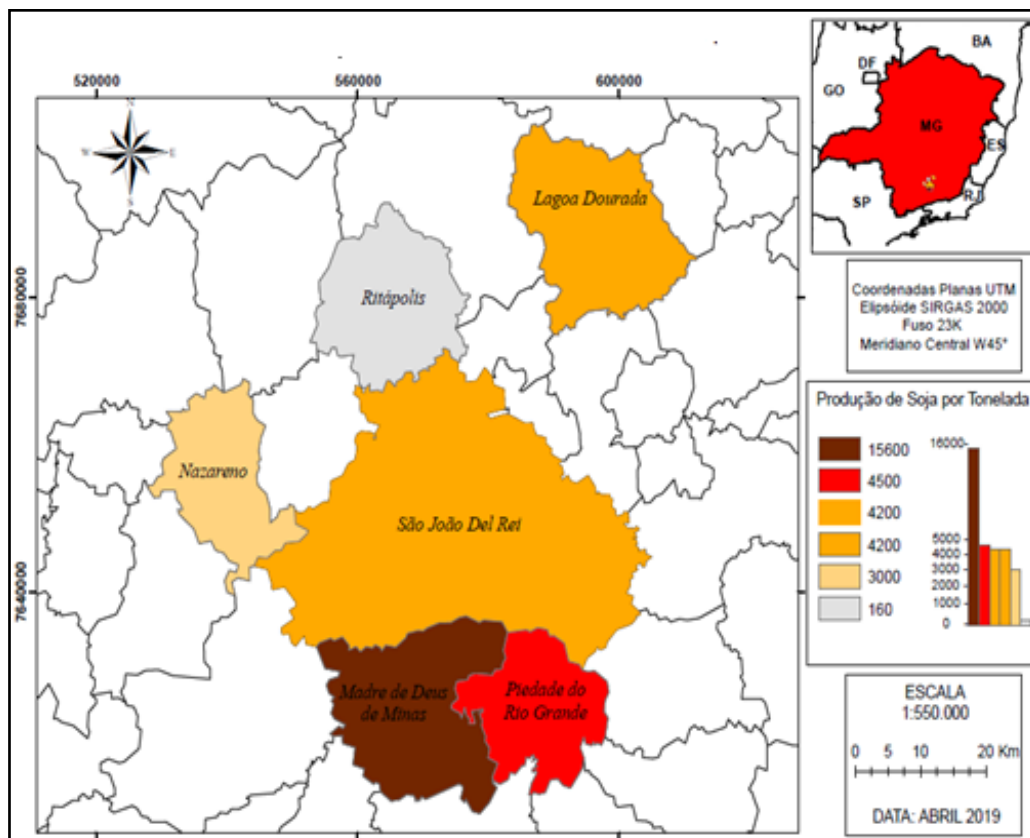 520000
560000
600000
N
W
E
S
7680000
7640000
Lagoa Dourada
Ritápolis
Nazareno
São João Del Rei
Madre de Deus
de Minas
Piedade do
Rio Grande
BA
DF
GO
MG
ES
SP
RJ
Coordenadas Planas UTM
Elipsóide SIRGAS 2000
Fuso 23K
Meridiano Central W45°
Produção de Soja por Tonelada
15600
4500
4200
4200
3000
160
16000
5000
4000
3000
2000
1000
0
ESCALA
1:550.000
0 5 10 20 Km
DATA: ABRIL 2019